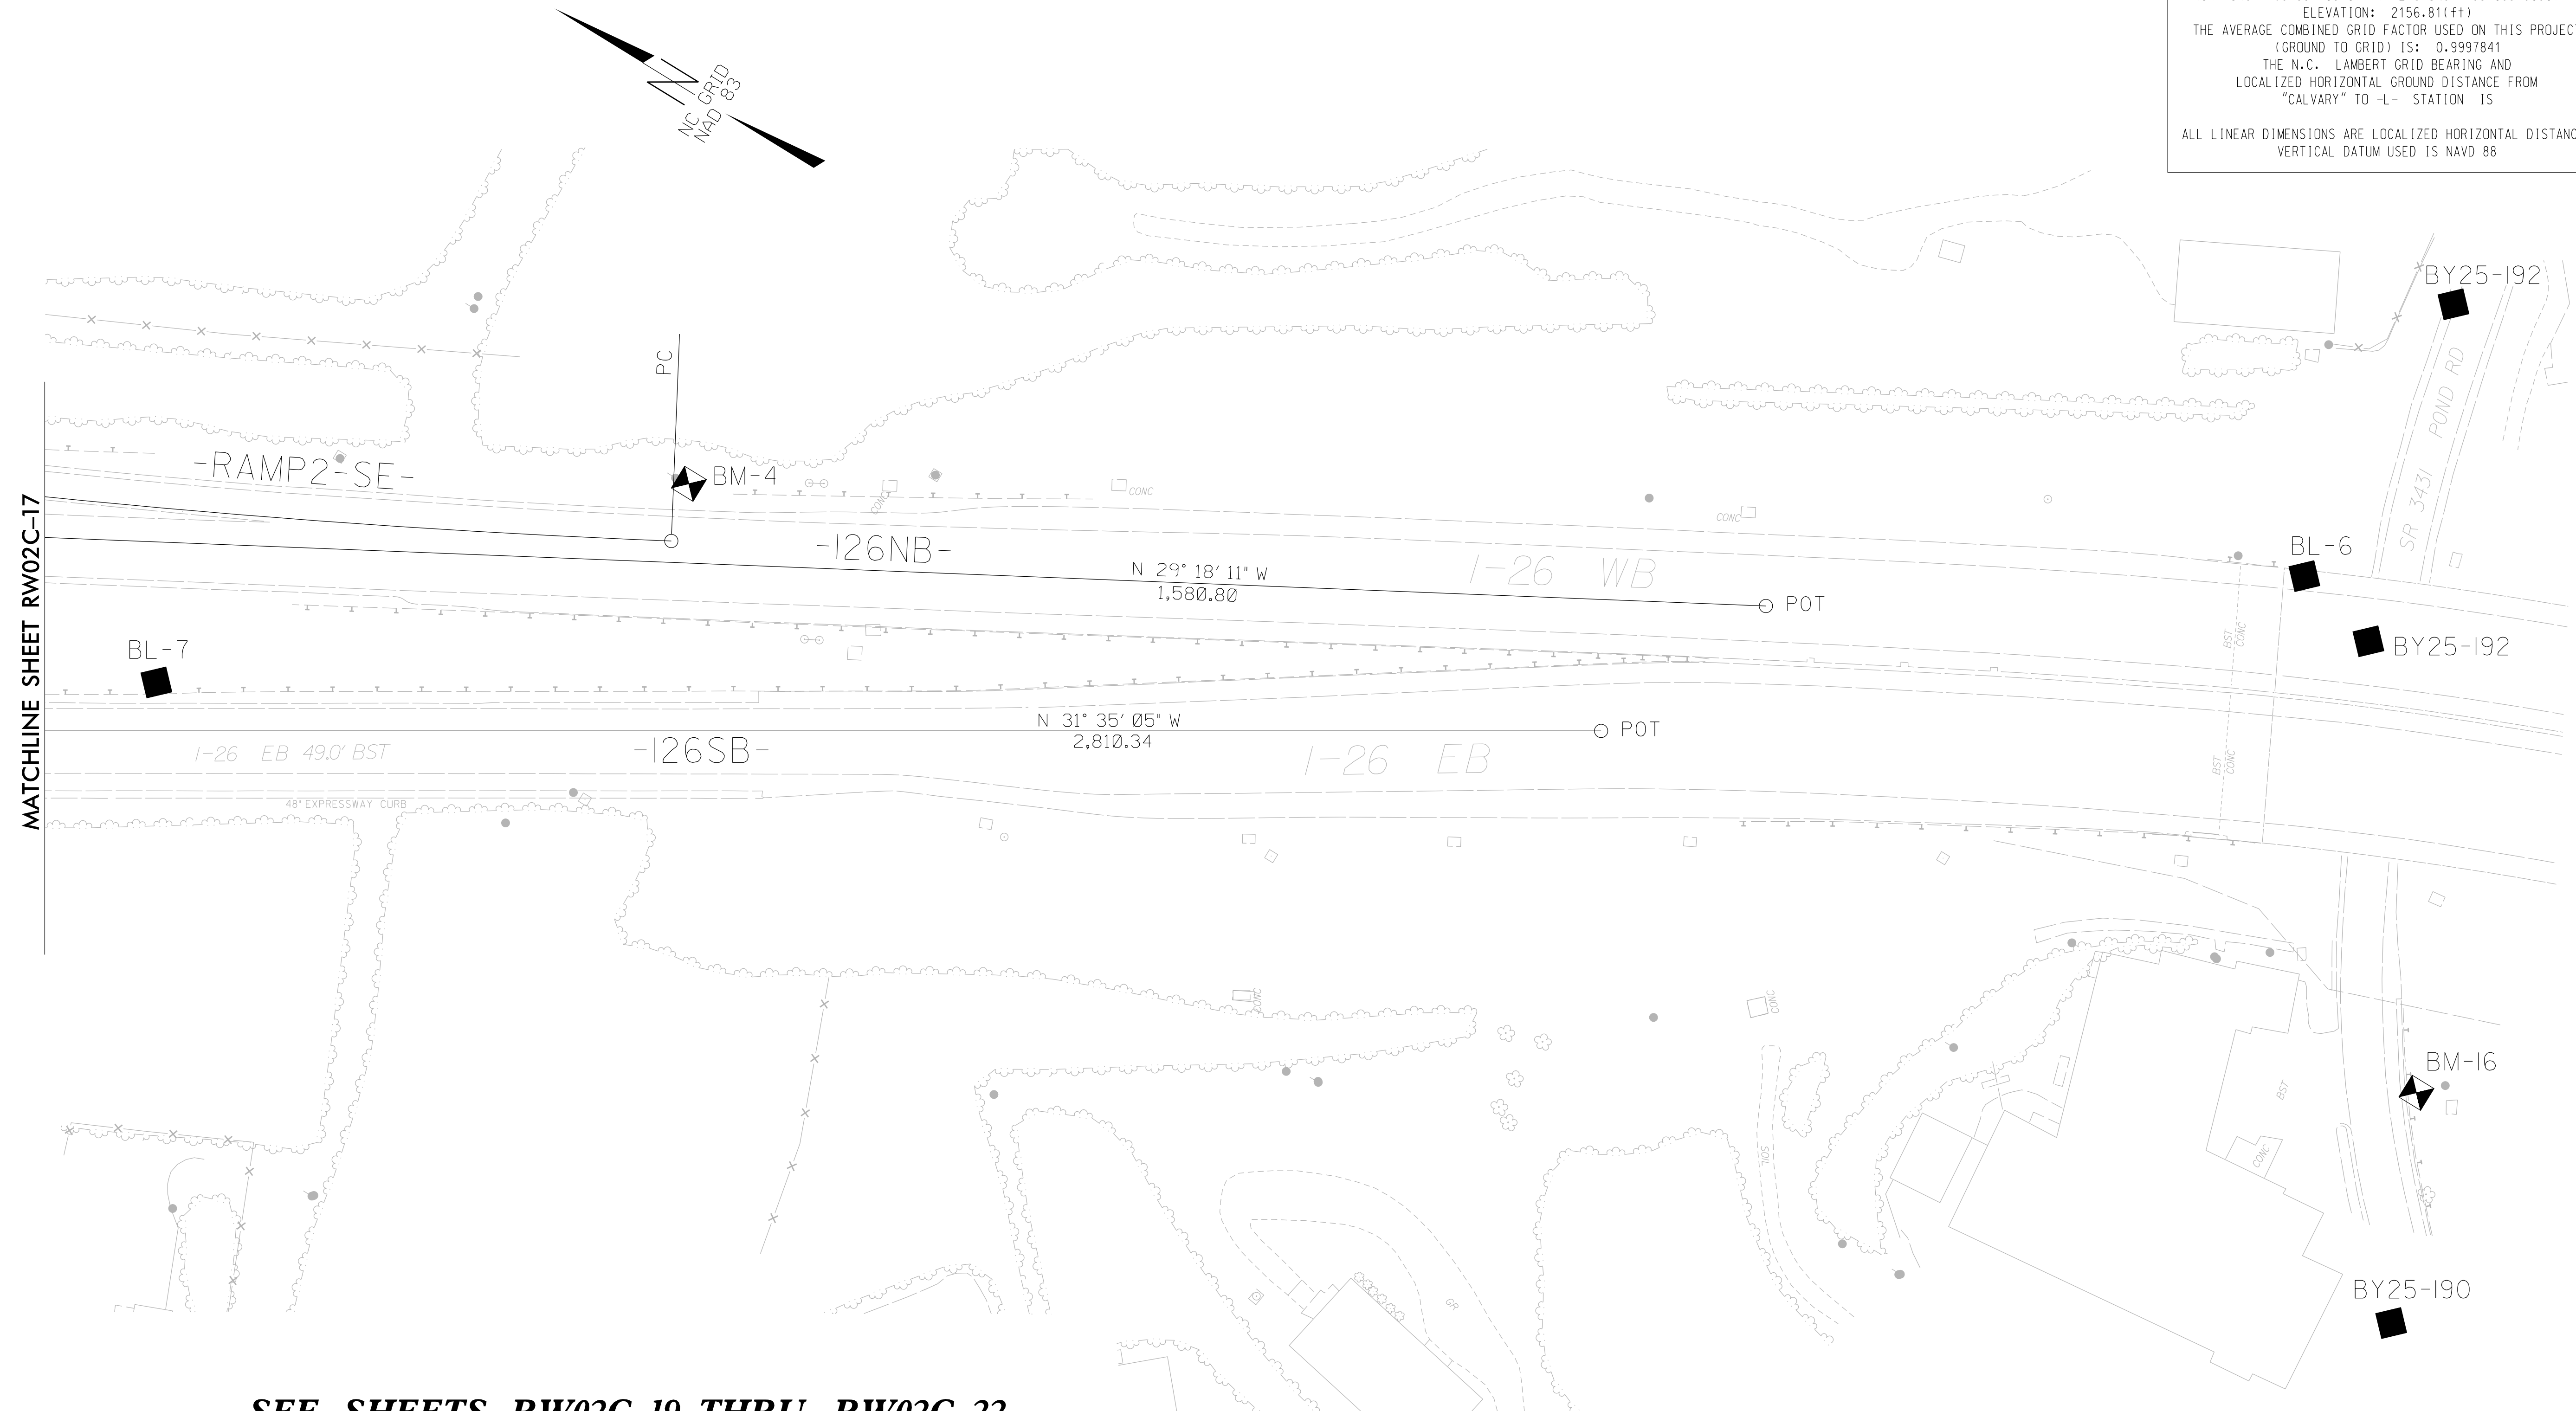 ELEVATION: 2156.81(ft)
THE AVERAGE COMBINED GRID FACTOR USED ON THIS PROJECT
(GROUND TO GRID) IS: 0.9997841
THE N.C. LAMBERT GRID BEARING AND
LOCALIZED HORIZONTAL GROUND DISTANCE FROM
"CALVARY" TO -L- STATION IS
ALL LINEAR DIMENSIONS ARE LOCALIZED HORIZONTAL
VERTICAL DATUM USED IS NAVD 88
NC GRID
NAD 83
BY25-192
SR 3431 POND RD
PC
-RAMP2-SE-
BM-4
CONC
CONC
CONC
-I26NB-
N 29° 18' 11" W
1,580.80
I-26 WB
POT
BL-6
BY25-192
BST
CONC
MATCHLINE SHEET RW02C-17
BL-7
N 31° 35' 05" W
2,810.34
POT
-I26SB-
I-26 EB 49.0' BST
I-26 EB
BST
CONC
48" EXPRESSWAY CURB
CONC
CONC
BM-16
BST
CONC
SOIL
GR
BY25-190
SEE SHEETS RW02C-19 THRU RW02C-22